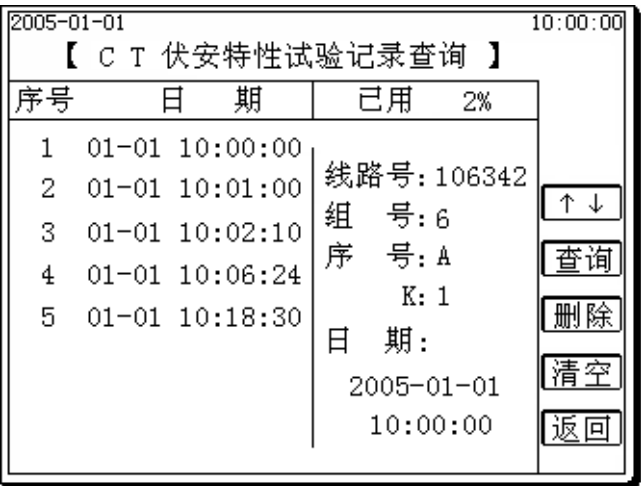 2005-01-01 10:00:00
【 C T 伏安特性试验记录查询 】
序号 日 期 已用 2%
1 01-01 10:00:00
2 01-01 10:01:00
3 01-01 10:02:10
4 01-01 10:06:24
5 01-01 10:18:30
线路号:106342
组 号:6
序 号:A
K:1
日 期:
2005-01-01
10:00:00
↑↓
查询
删除
清空
返回